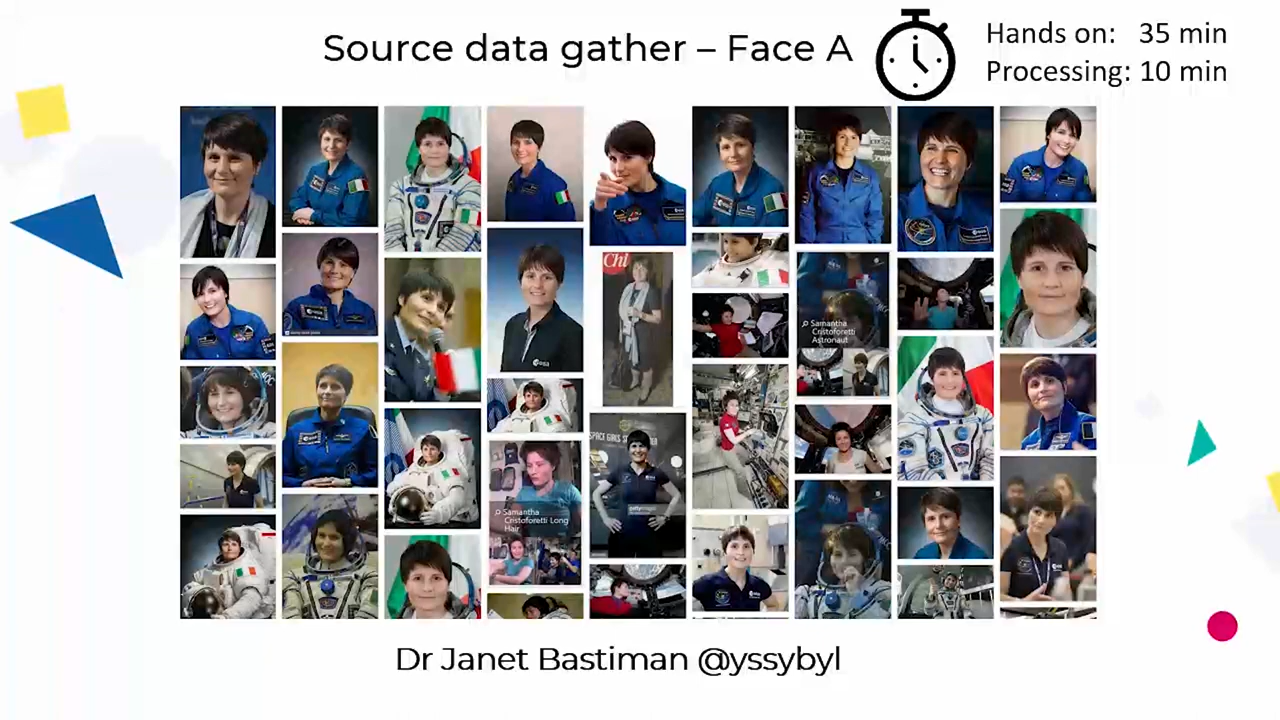 Source data gather – Face A
Hands on: 35 min
Processing: 10 min
Chi
Samantha
Cristoforetti
Astronaut
SPACE GIRLS
Samantha
Cristoforetti Long
Hair
gettyimages
Dr Janet Bastiman @yssybyl